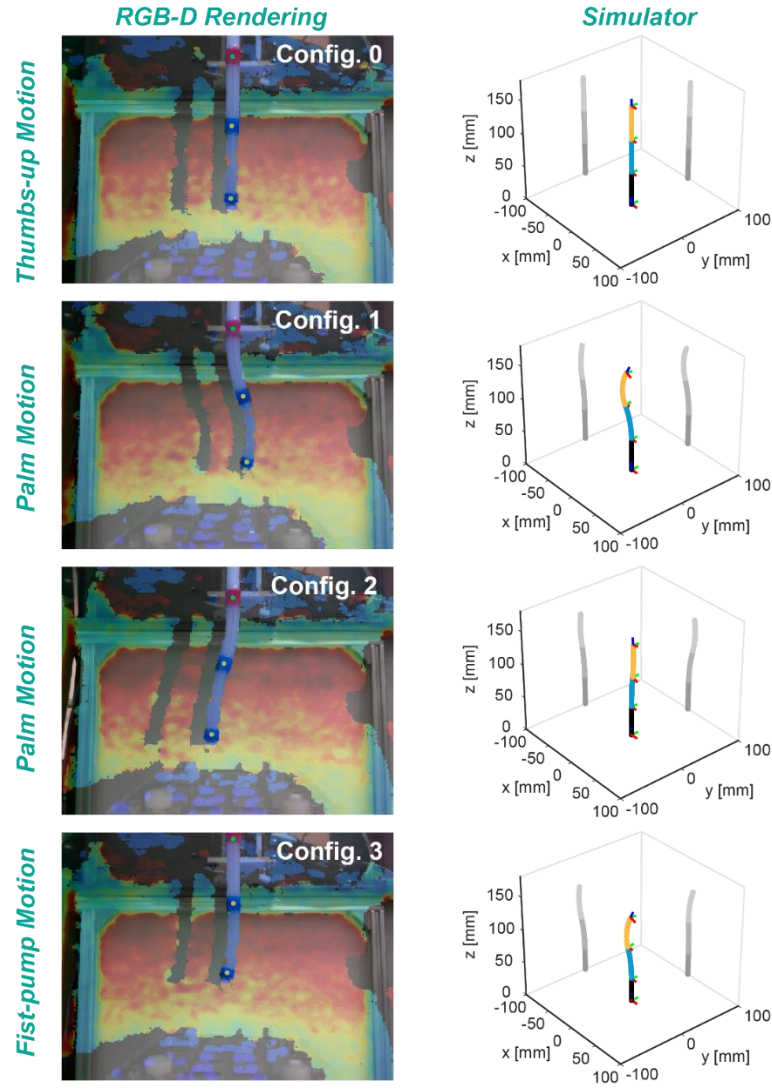 RGB-D Rendering
Simulator
Thumbs-up Motion
Config. 0
150
100
50
0
z [mm]
-100
-50
0
50
100
x [mm]
-100
0
100
y [mm]
Palm Motion
Config. 1
150
100
50
0
z [mm]
-100
-50
0
50
100
x [mm]
-100
0
100
y [mm]
Palm Motion
Config. 2
150
100
50
0
z [mm]
-100
-50
0
50
100
x [mm]
-100
0
100
y [mm]
Fist-pump Motion
Config. 3
150
100
50
0
z [mm]
-100
-50
0
50
100
x [mm]
-100
0
100
y [mm]